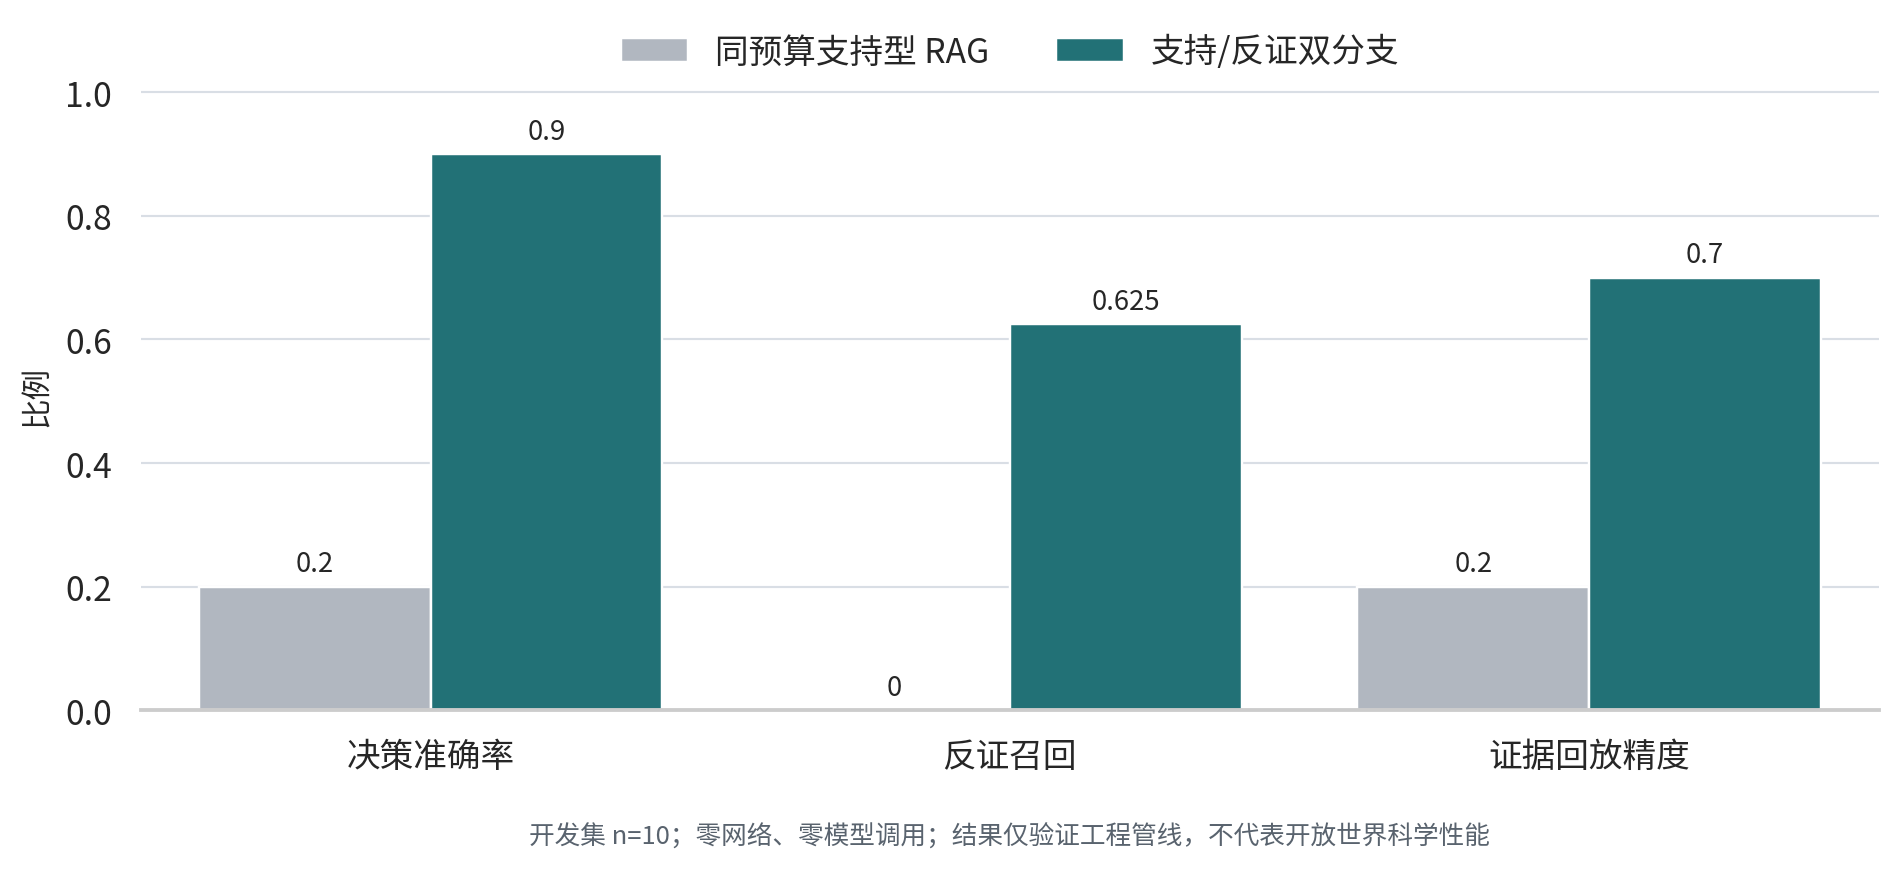 同预算支持型 RAG 支持/反证双分支
1.0
0.9
0.8
0.7
0.625
0.6
比例
0.4
0.2 0.2
0.2
0
0.0
决策准确率 反证召回 证据回放精度
开发集 n=10；零网络、零模型调用；结果仅验证工程管线，不代表开放世界科学性能